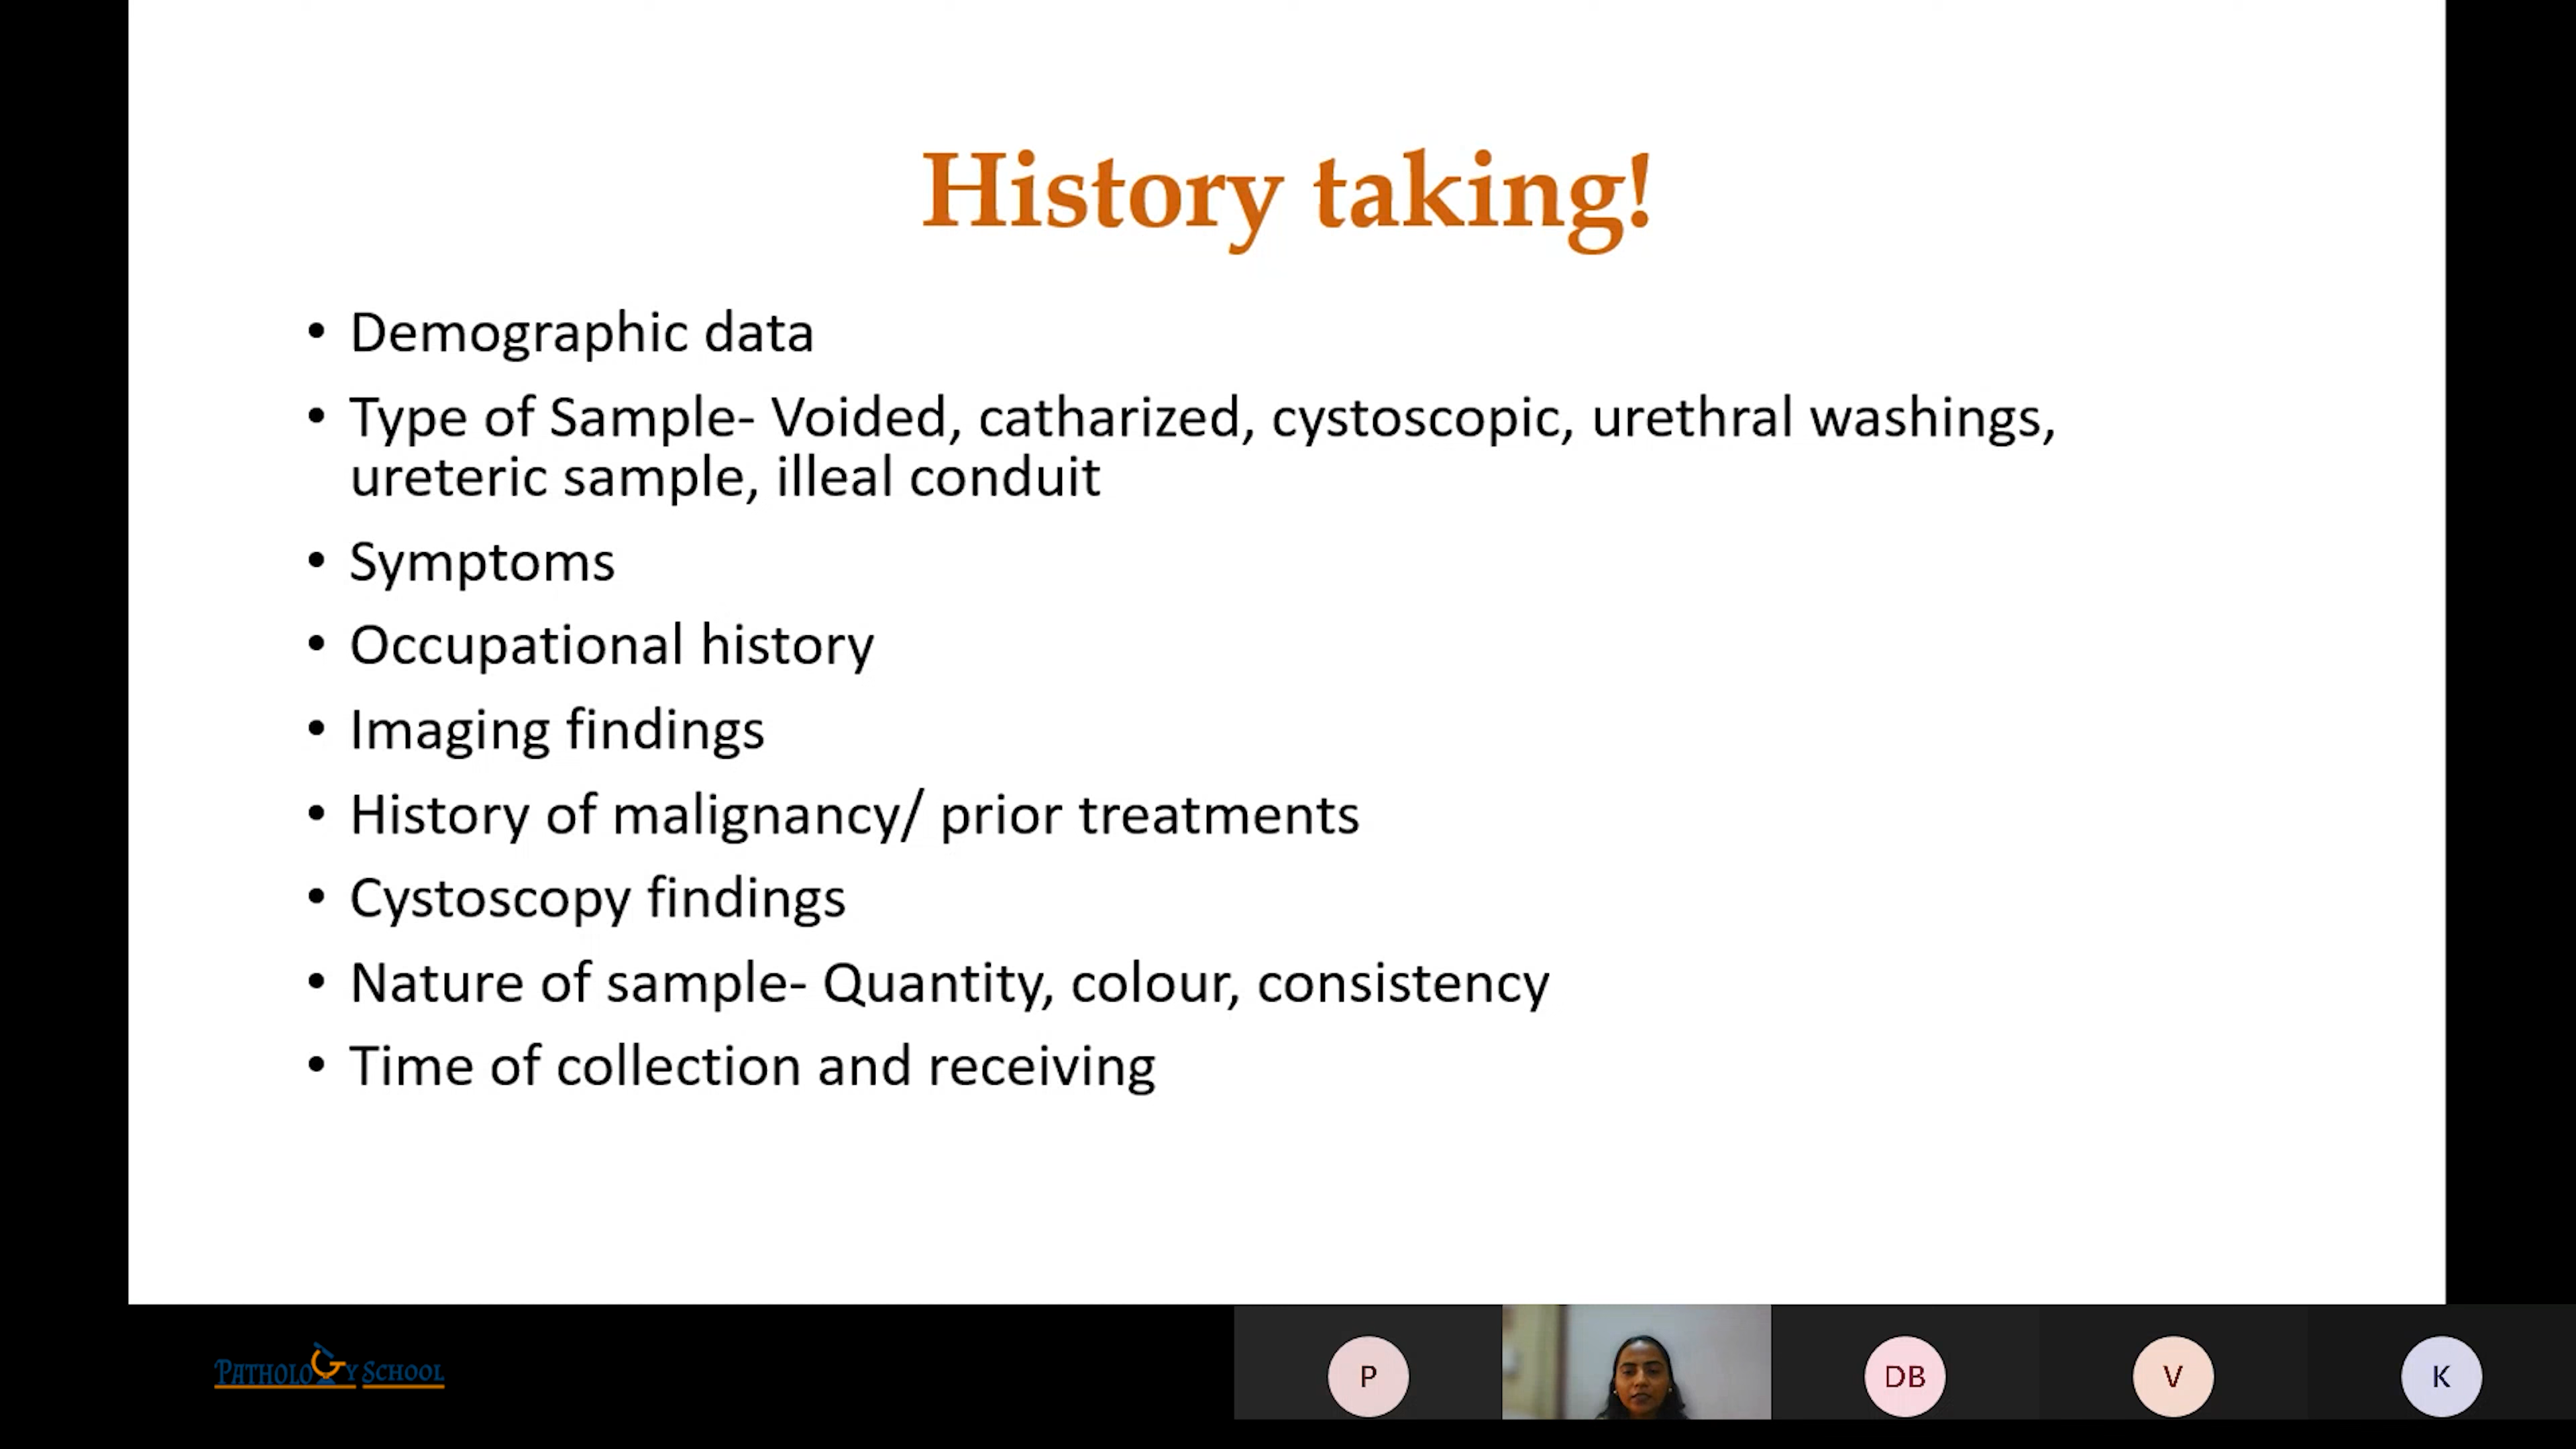 History taking!
• Demographic data
• Type of Sample- Voided, catharized, cystoscopic, urethral washings,
ureteric sample, illeal conduit
• Symptoms
• Occupational history
• Imaging findings
• History of malignancy/ prior treatments
• Cystoscopy findings
• Nature of sample- Quantity, colour, consistency
• Time of collection and receiving
PATHOLOGY SCHOOL
P
DB
V
K